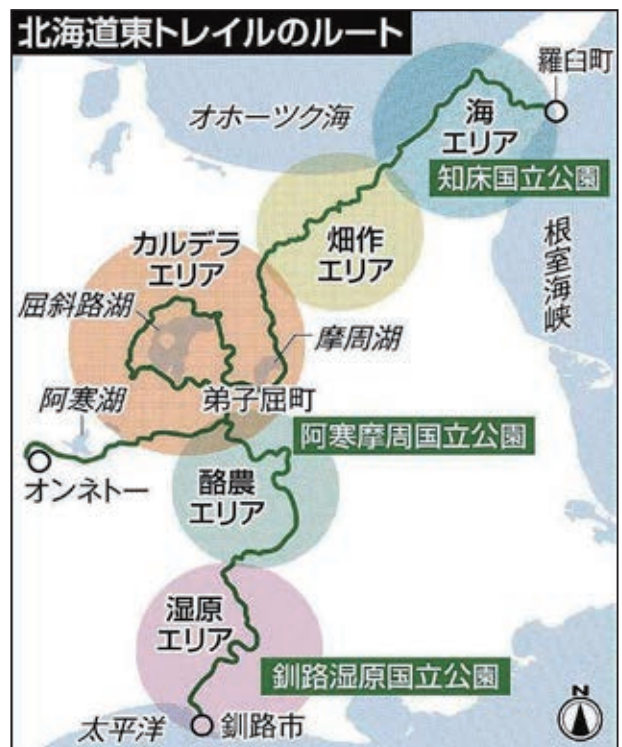 北海道東トレイルのルート
羅臼町
オホーツク海
海
エリア
知床国立公園
畑作
エリア
根室海峡
カルデラ
エリア
屈斜路湖
摩周湖
阿寒湖
弟子屈町
阿寒摩周国立公園
オンネトー
酪農
エリア
湿原
エリア
釧路湿原国立公園
太平洋
釧路市
N